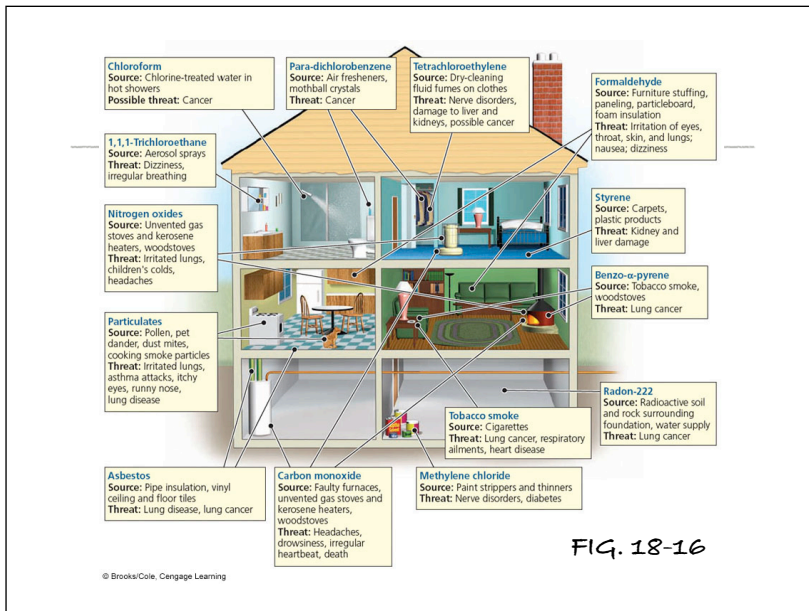 Chloroform
Source: Chlorine-treated water in
hot showers
Possible threat: Cancer
Para-dichlorobenzene
Source: Air fresheners,
mothball crystals
Threat: Cancer
Tetrachloroethylene
Source: Dry-cleaning
fluid fumes on clothes
Threat: Nerve disorders,
damage to liver and
kidneys, possible cancer
Formaldehyde
Source: Furniture stuffing,
paneling, particleboard,
foam insulation
Threat: Irritation of eyes,
throat, skin, and lungs;
nausea; dizziness
1,1,1-Trichloroethane
Source: Aerosol sprays
Threat: Dizziness,
irregular breathing
Styrene
Source: Carpets,
plastic products
Threat: Kidney and
liver damage
Nitrogen oxides
Source: Unvented gas
stoves and kerosene
heaters, woodstoves
Threat: Irritated lungs,
children's colds,
headaches
Benzo-α-pyrene
Source: Tobacco smoke,
woodstoves
Threat: Lung cancer
Particulates
Source: Pollen, pet
dander, dust mites,
cooking smoke particles
Threat: Irritated lungs,
asthma attacks, itchy
eyes, runny nose,
lung disease
Radon-222
Source: Radioactive soil
and rock surrounding
foundation, water supply
Threat: Lung cancer
Tobacco smoke
Source: Cigarettes
Threat: Lung cancer, respiratory
ailments, heart disease
Asbestos
Source: Pipe insulation, vinyl
ceiling and floor tiles
Threat: Lung disease, lung cancer
Carbon monoxide
Source: Faulty furnaces,
unvented gas stoves and
kerosene heaters,
woodstoves
Threat: Headaches,
drowsiness, irregular
heartbeat, death
Methylene chloride
Source: Paint strippers and thinners
Threat: Nerve disorders, diabetes
FIG. 18-16
© Brooks/Cole, Cengage Learning